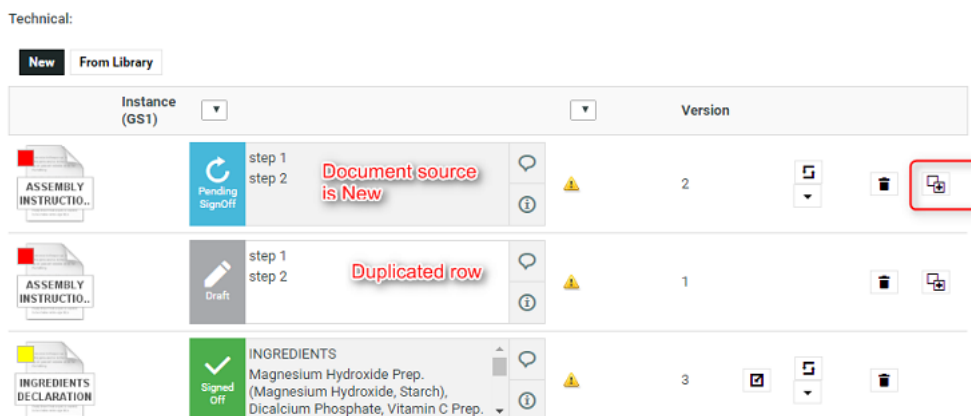 Technical:
New From Library
Instance
(GS1)
Version
ASSEMBLY
INSTRUCTIO..
Pending
SignOff
step 1
step 2
Document source
is New
2
ASSEMBLY
INSTRUCTIO..
Draft
step 1
step 2
Duplicated row
1
INGREDIENTS
DECLARATION
Signed
Off
INGREDIENTS
Magnesium Hydroxide Prep.
(Magnesium Hydroxide, Starch),
Dicalcium Phosphate, Vitamin C Prep.
3